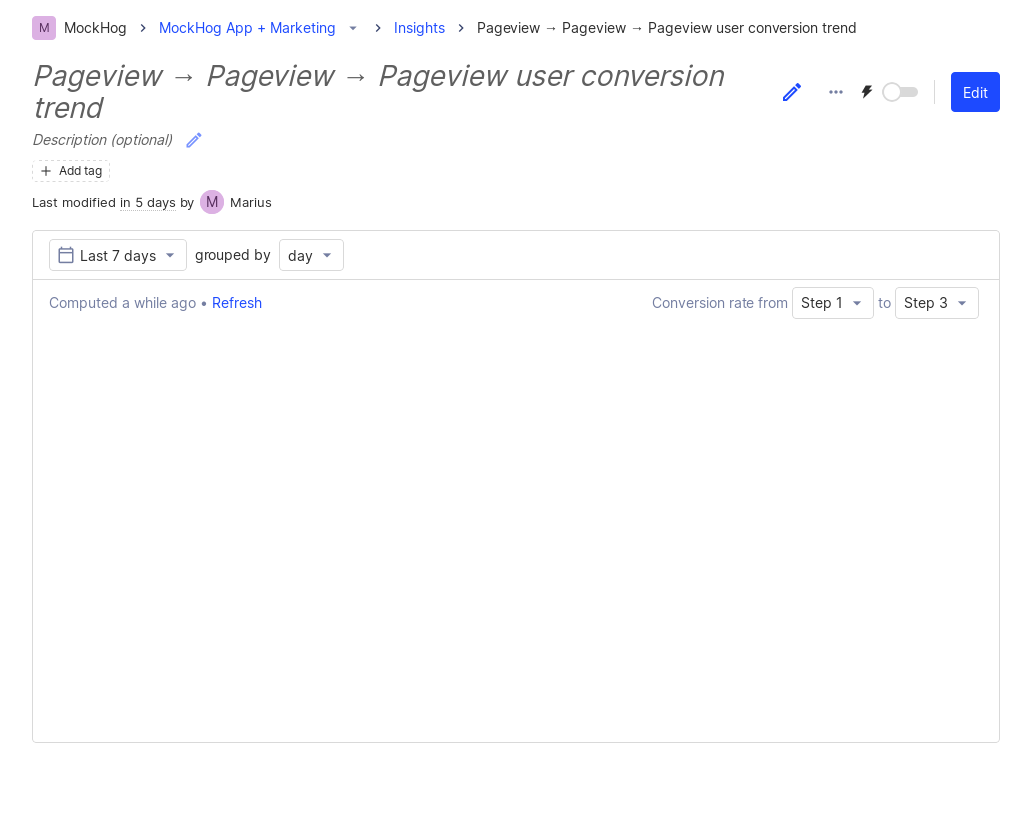 M MockHog > MockHog App + Marketing > Insights > Pageview → Pageview → Pageview user conversion trend
Pageview → Pageview → Pageview user conversion
trend
Edit
Description (optional)
+ Add tag
Last modified in 5 days by M Marius
Last 7 days grouped by day
Computed a while ago • Refresh Conversion rate from Step 1 to Step 3